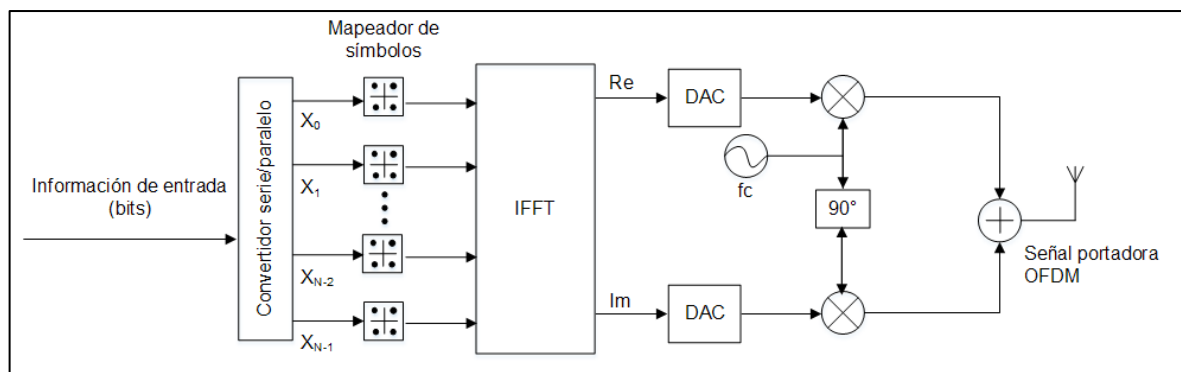 Mapeador de
símbolos
Información de entrada
(bits)
Convertidor serie/paralelo
X0
X1
XN-2
XN-1
IFFT
Re
Im
DAC
fc
90°
DAC
Señal portadora
OFDM